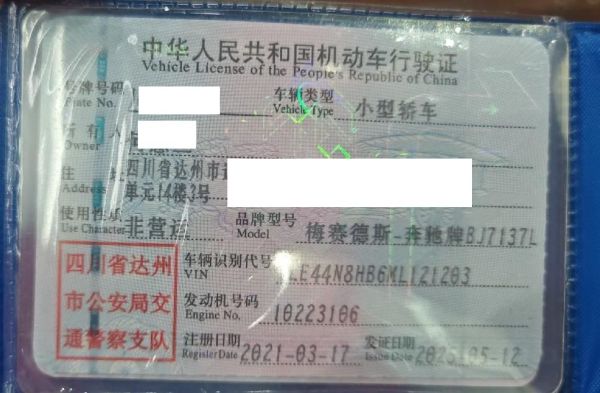 中华人民共和国机动车行驶证
Vehicle License of the People's Republic of China
号牌号码 车辆类型 小型轿车
Plate No. Vehicle Type
所有人
Owner
住址 四川省达州市
Address 单元14楼3号
使用性质 非营运 品牌型号 梅赛德斯-奔驰牌BJ7137L
Use Character Model
四川省达州
市公安局交
通警察支队
车辆识别代号 LE44N8HB6ML121203
VIN
发动机号码 10223106
Engine No.
注册日期 2021-03-17 发证日期 2025-05-12
Register Date Issue Date